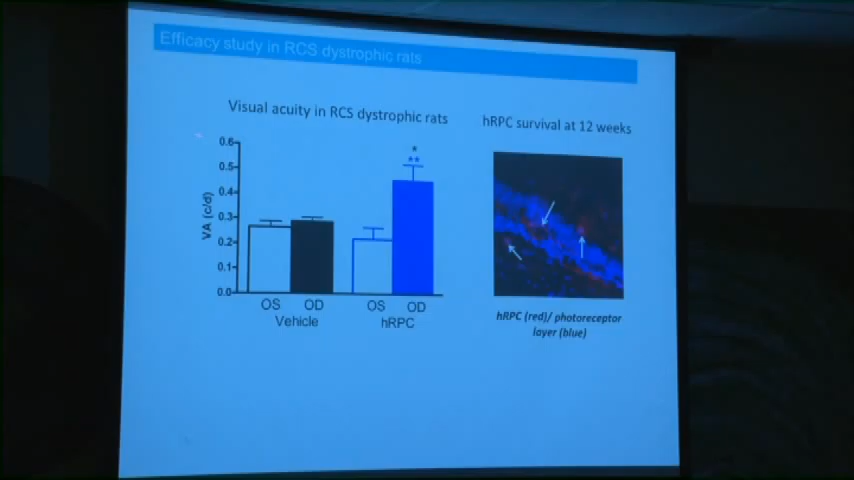 Efficacy study in RCS dystrophic rats
Visual acuity in RCS dystrophic rats
hRPC survival at 12 weeks
VA (c/d)
0.6
0.5
0.4
0.3
0.2
0.1
0.0
*
**
OS OD OS OD
Vehicle hRPC
hRPC (red)/ photoreceptor
layer (blue)